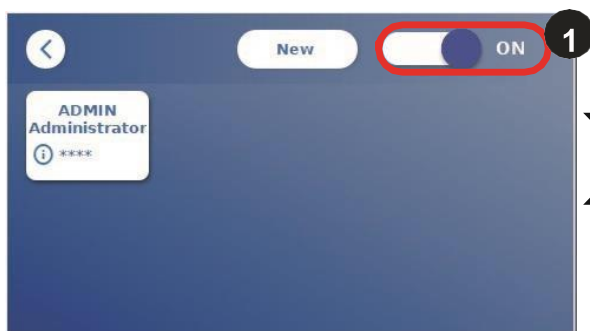 New
ON
1
ADMIN
Administrator
****